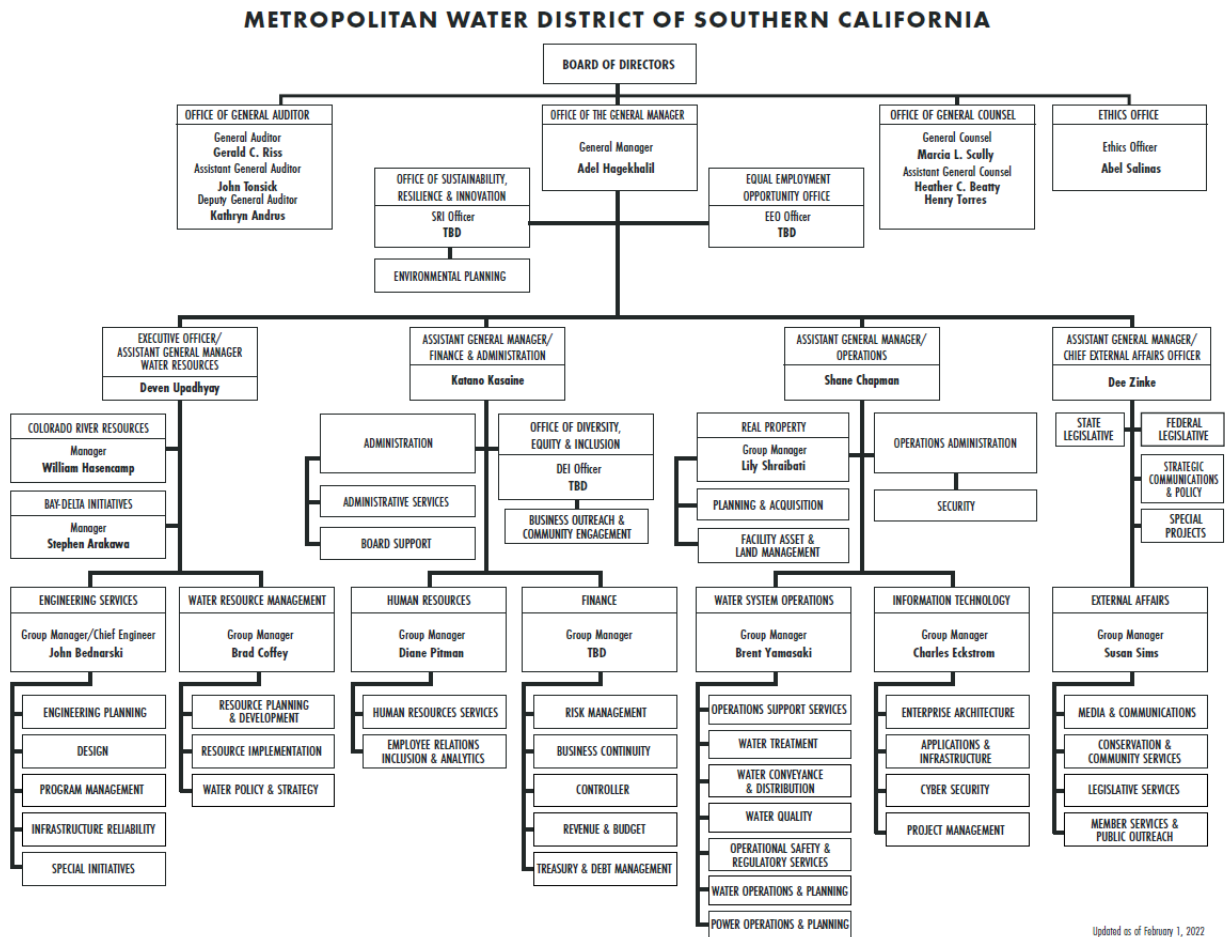 METROPOLITAN WATER DISTRICT OF SOUTHERN CALIFORNIA
BOARD OF DIRECTORS
OFFICE OF GENERAL AUDITOR
General Auditor
Gerald C. Riss
Assistant General Auditor
John Tonsick
Deputy General Auditor
Kathryn Andrus
OFFICE OF THE GENERAL MANAGER
General Manager
Adel Hagekhalil
OFFICE OF GENERAL COUNSEL
General Counsel
Marcia L. Scully
Assistant General Counsel
Heather C. Beatty
Henry Torres
ETHICS OFFICE
Ethics Officer
Abel Salinas
OFFICE OF SUSTAINABILITY,
RESILIENCE & INNOVATION
SRI Officer
TBD
ENVIRONMENTAL PLANNING
EQUAL EMPLOYMENT
OPPORTUNITY OFFICE
EEO Officer
TBD
EXECUTIVE OFFICER/
ASSISTANT GENERAL MANAGER
WATER RESOURCES
Deven Upadhyay
ASSISTANT GENERAL MANAGER/
FINANCE & ADMINISTRATION
Katano Kasaine
ASSISTANT GENERAL MANAGER/
OPERATIONS
Shane Chapman
ASSISTANT GENERAL MANAGER/
CHIEF EXTERNAL AFFAIRS OFFICER
Dee Zinke
COLORADO RIVER RESOURCES
Manager
William Hasencamp
BAY-DELTA INITIATIVES
Manager
Stephen Arakawa
ADMINISTRATION
ADMINISTRATIVE SERVICES
BOARD SUPPORT
OFFICE OF DIVERSITY,
EQUITY & INCLUSION
DEI Officer
TBD
BUSINESS OUTREACH &
COMMUNITY ENGAGEMENT
REAL PROPERTY
Group Manager
Lily Shraibati
PLANNING & ACQUISITION
FACILITY ASSET &
LAND MANAGEMENT
OPERATIONS ADMINISTRATION
SECURITY
STATE
LEGISLATIVE
FEDERAL
LEGISLATIVE
STRATEGIC
COMMUNICATIONS
& POLICY
SPECIAL
PROJECTS
ENGINEERING SERVICES
Group Manager/Chief Engineer
John Bednarski
ENGINEERING PLANNING
DESIGN
PROGRAM MANAGEMENT
INFRASTRUCTURE RELIABILITY
SPECIAL INITIATIVES
WATER RESOURCE MANAGEMENT
Group Manager
Brad Coffey
RESOURCE PLANNING
& DEVELOPMENT
RESOURCE IMPLEMENTATION
WATER POLICY & STRATEGY
HUMAN RESOURCES
Group Manager
Diane Pitman
HUMAN RESOURCES SERVICES
EMPLOYEE RELATIONS
INCLUSION & ANALYTICS
FINANCE
Group Manager
TBD
RISK MANAGEMENT
BUSINESS CONTINUITY
CONTROLLER
REVENUE & BUDGET
TREASURY & DEBT MANAGEMENT
WATER SYSTEM OPERATIONS
Group Manager
Brent Yamasaki
OPERATIONS SUPPORT SERVICES
WATER TREATMENT
WATER CONVEYANCE
& DISTRIBUTION
WATER QUALITY
OPERATIONAL SAFETY &
REGULATORY SERVICES
WATER OPERATIONS & PLANNING
POWER OPERATIONS & PLANNING
INFORMATION TECHNOLOGY
Group Manager
Charles Eckstrom
ENTERPRISE ARCHITECTURE
APPLICATIONS &
INFRASTRUCTURE
CYBER SECURITY
PROJECT MANAGEMENT
EXTERNAL AFFAIRS
Group Manager
Susan Sims
MEDIA & COMMUNICATIONS
CONSERVATION &
COMMUNITY SERVICES
LEGISLATIVE SERVICES
MEMBER SERVICES &
PUBLIC OUTREACH
Updated as of February 1, 2022